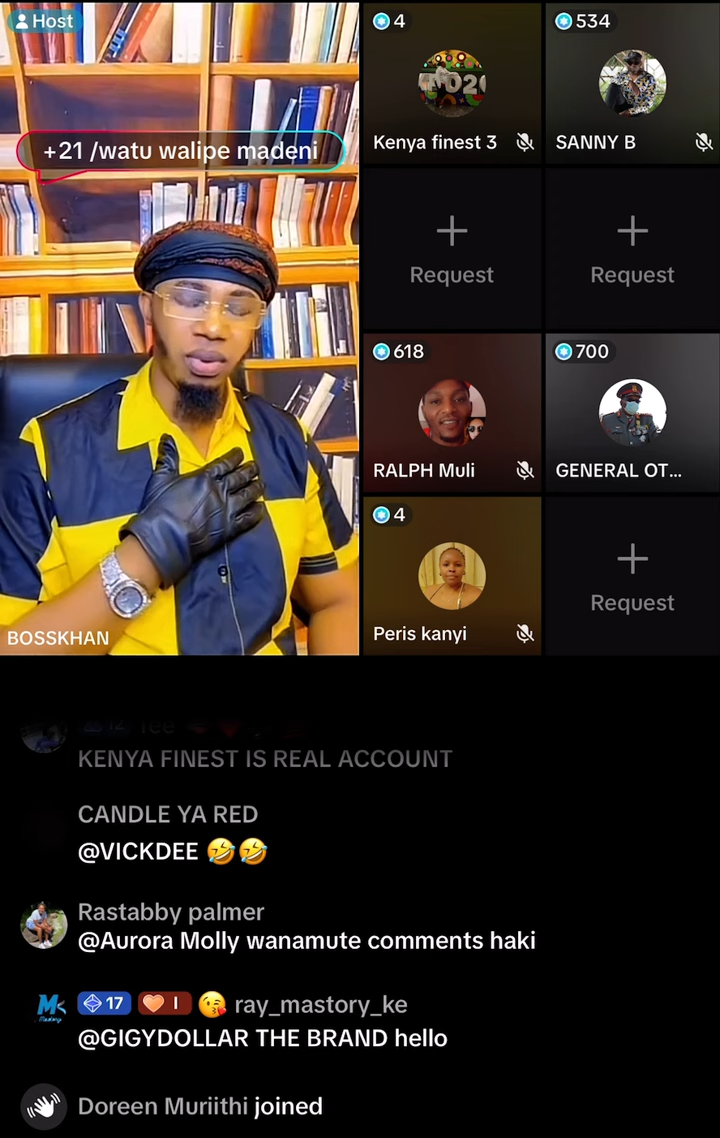 Host
+21 /watu walipe madeni
BOSSKHAN
4
Kenya finest 3
534
SANNY B
+
Request
+
Request
618
RALPH Muli
700
GENERAL OT...
4
Peris kanyi
+
Request
12 Tee
KENYA FINEST IS REAL ACCOUNT
CANDLE YA RED
@VICKDEE 🤣🤣
Rastabby palmer
@Aurora Molly wanamute comments haki
17 I 😘 ray_mastory_ke
@GIGYDOLLAR THE BRAND hello
Doreen Muriithi joined